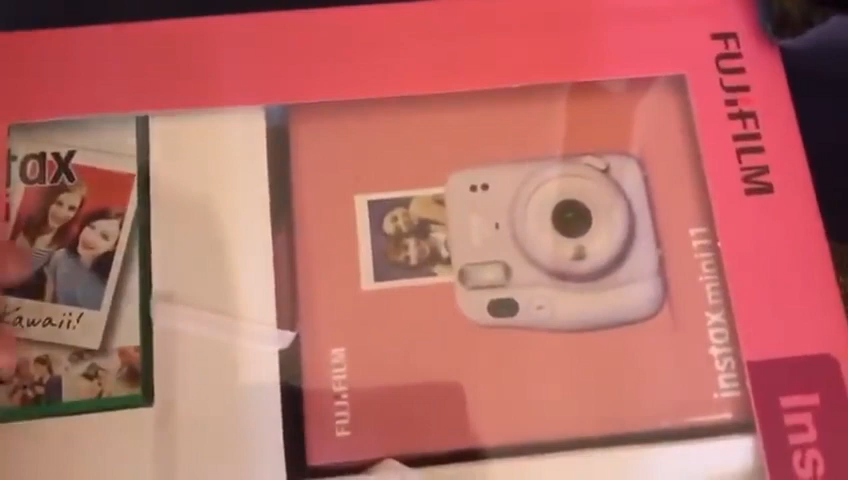 FUJIFILM
tax
Kawaii!
FUJIFILM
instax mini 11
Ins